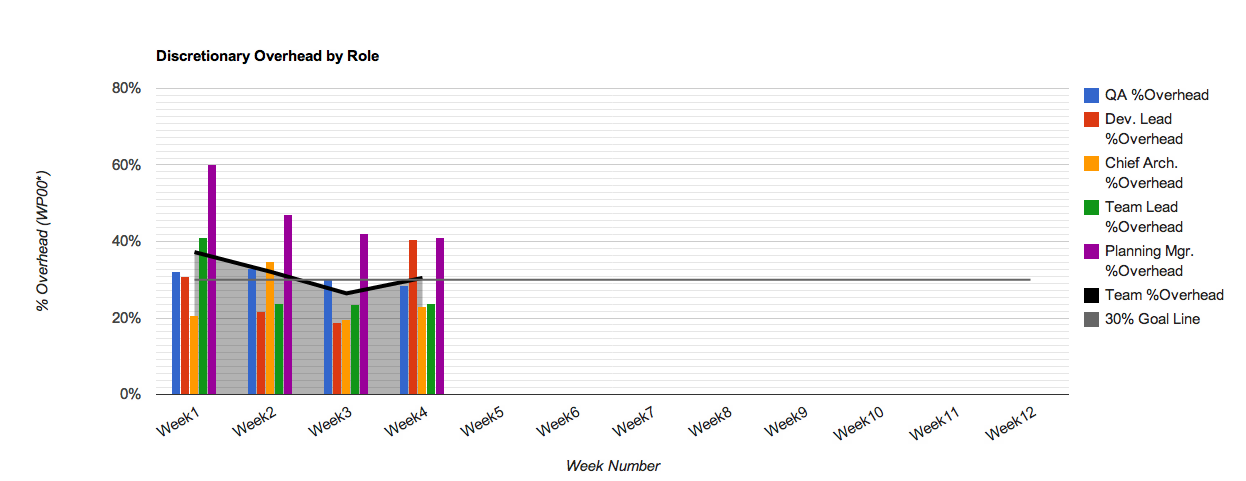 Discretionary Overhead by Role
80%
60%
40%
20%
0%
% Overhead (WP00*)
Week1
Week2
Week3
Week4
Week5
Week6
Week7
Week8
Week9
Week10
Week11
Week12
Week Number
QA %Overhead
Dev. Lead
%Overhead
Chief Arch.
%Overhead
Team Lead
%Overhead
Planning Mgr.
%Overhead
Team %Overhead
30% Goal Line